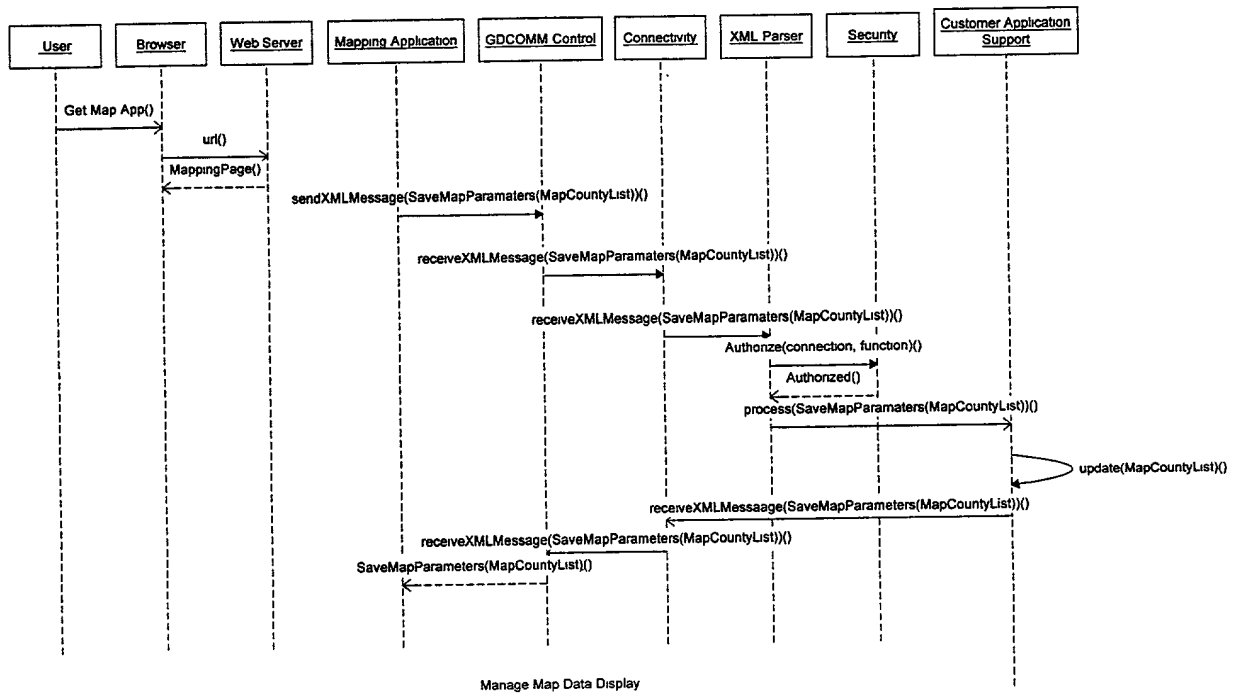 User
Browser
Web Server
Mapping Application
GDCOMM Control
Connectivity
XML Parser
Security
Customer Application
Support
Get Map App()
url()
MappingPage()
sendXMLMessage(SaveMapParamaters(MapCountyList))()
receiveXMLMessage(SaveMapParamaters(MapCountyList))()
receiveXMLMessage(SaveMapParamaters(MapCountyList))()
Authorize(connection, function)()
Authorized()
process(SaveMapParamaters(MapCountyList))()
update(MapCountyList)()
receiveXMLMessaage(SaveMapParameters(MapCountyList))()
receiveXMLMessage(SaveMapParameters(MapCountyList))()
SaveMapParameters(MapCountyList)()
Manage Map Data Display